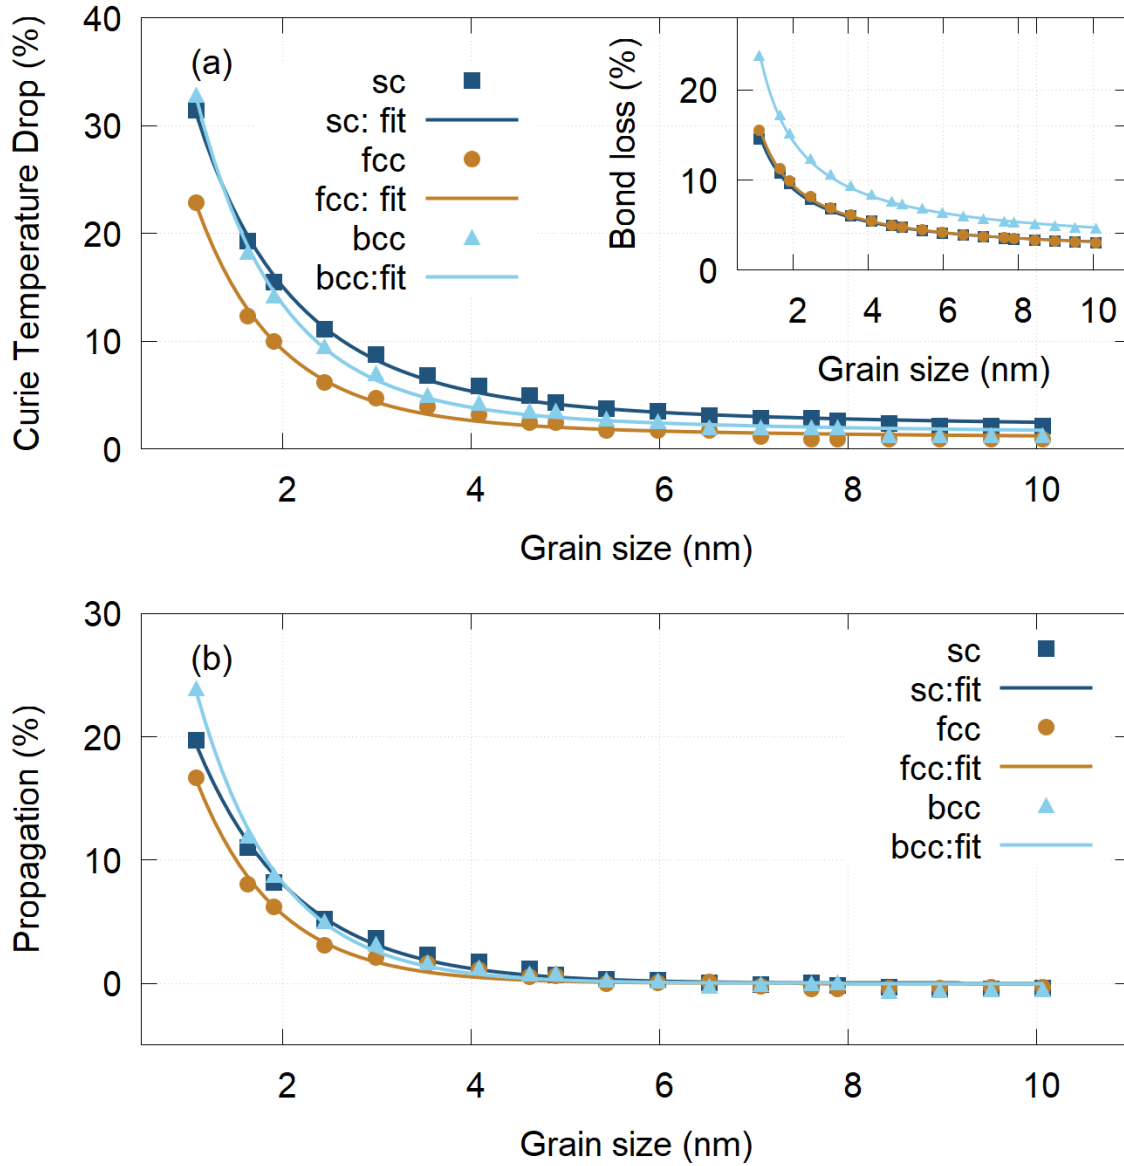 Curie Temperature Drop (%)
40
30
20
10
0
(a)
sc
sc: fit
fcc
fcc: fit
bcc
bcc:fit
2
4
6
8
10
Grain size (nm)
Bond loss (%)
20
10
0
2
4
6
8
10
Grain size (nm)
Propagation (%)
30
20
10
0
(b)
sc
sc:fit
fcc
fcc:fit
bcc
bcc:fit
2
4
6
8
10
Grain size (nm)